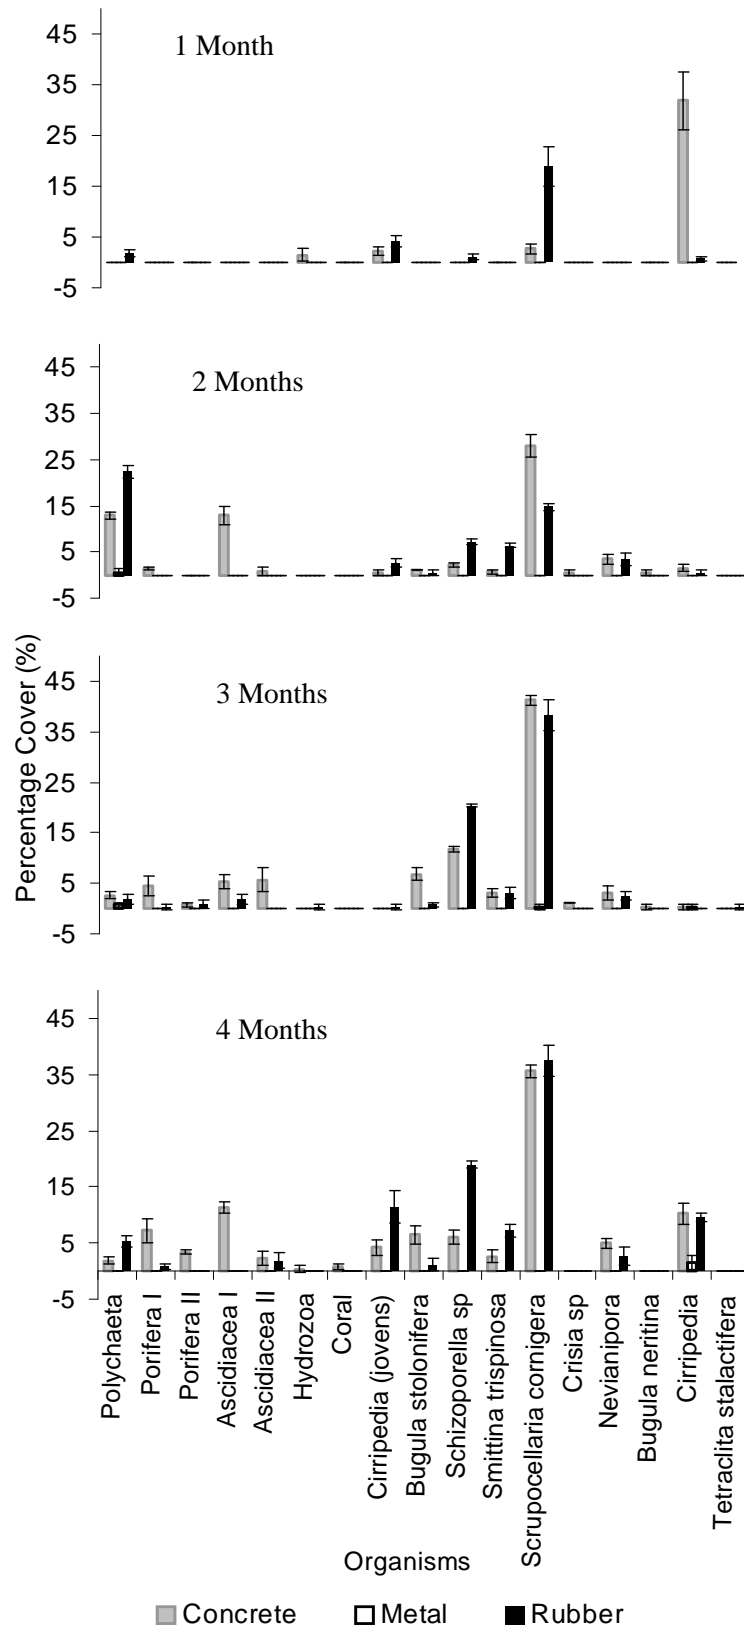 45
35
25
15
5
-5
1 Month
45
35
25
15
5
-5
2 Months
45
35
25
15
5
-5
3 Months
45
35
25
15
5
-5
4 Months
Percentage Cover (%)
Polychaeta
Porifera I
Porifera II
Ascidiacea I
Ascidiacea II
Hydrozoa
Coral
Cirripedia (jovens)
Bugula stolonifera
Schizoporella sp
Smittina trispinosa
Scrupocellaria cornigera
Crisia sp
Nevianipora
Bugula neritina
Cirripedia
Tetraclita stalactifera
Organisms
Concrete Metal Rubber